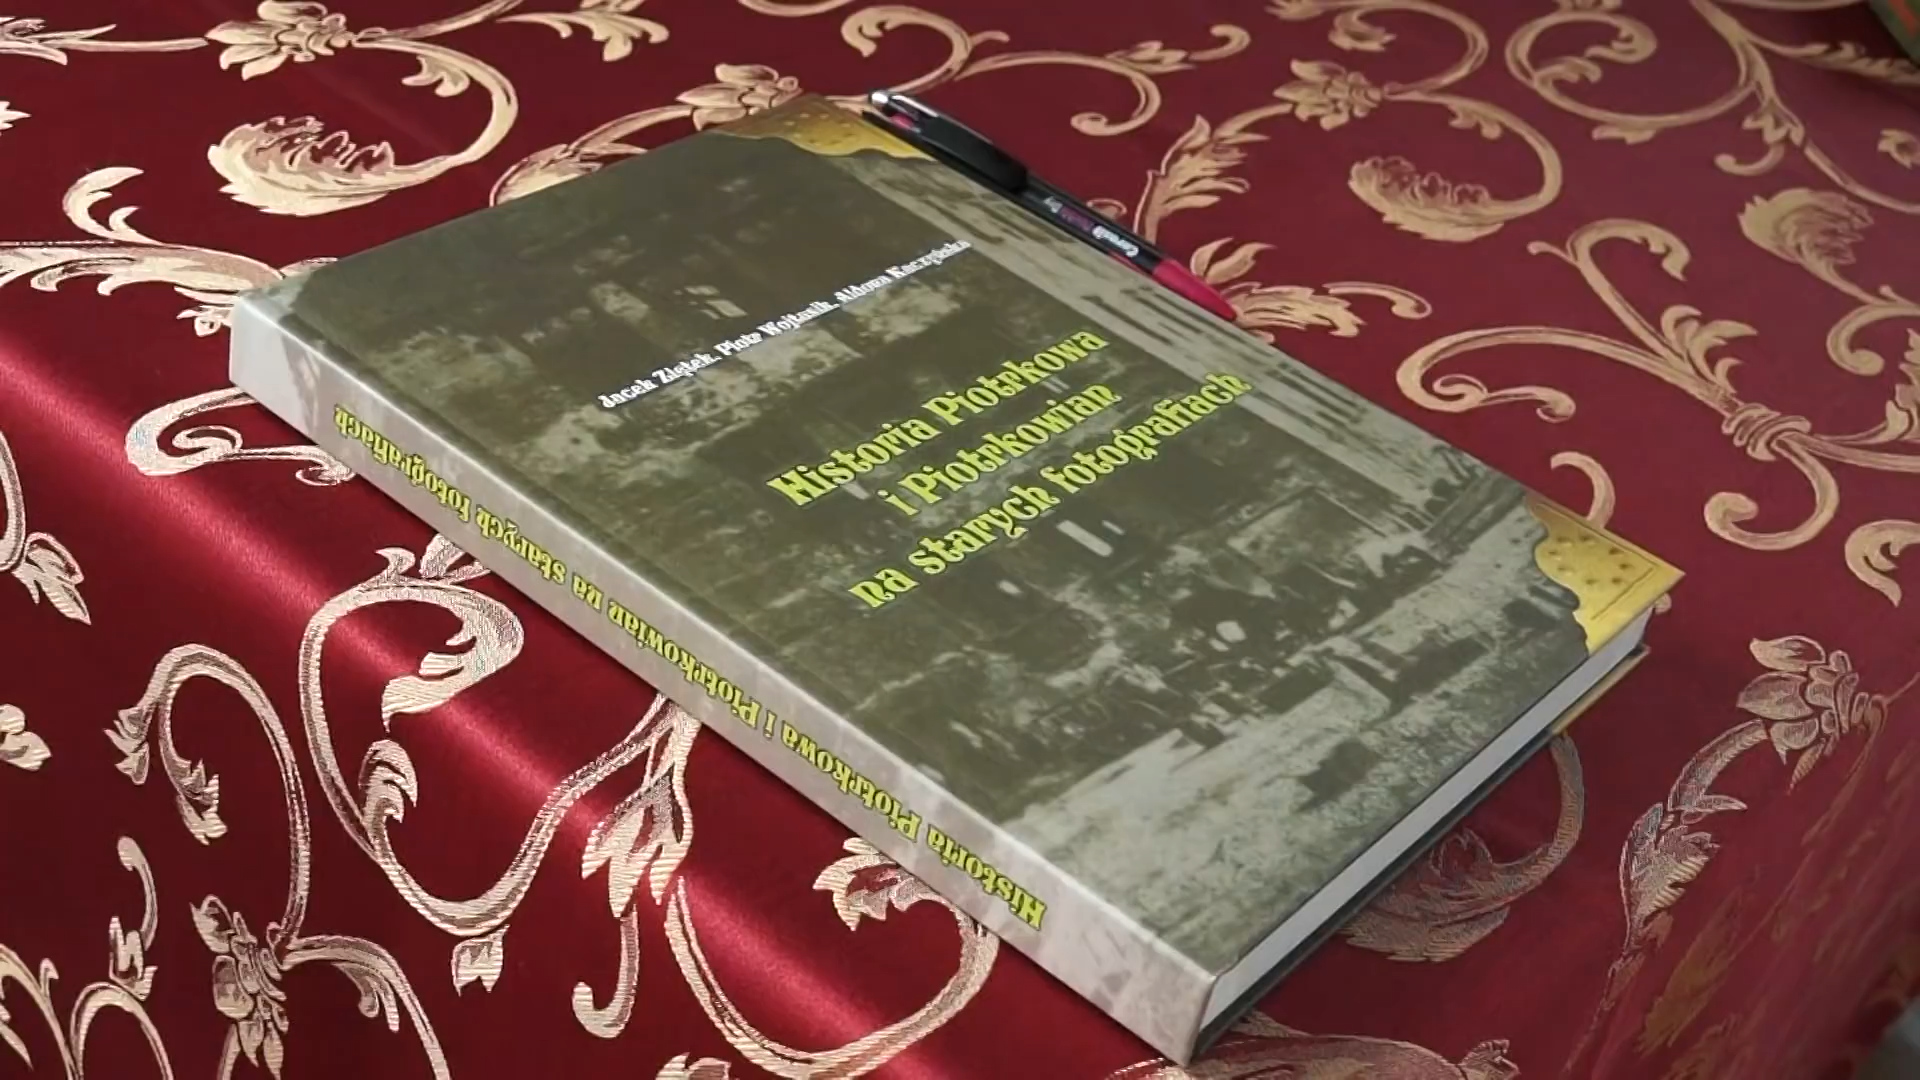 Jacek Ziętek, Piotr Wojtasik, Aldona Kaczyńska
Historia Piotrkowa
i Piotrkowian
na starych fotografiach
Historia Piotrkowa i Piotrkowian na starych fotografiach